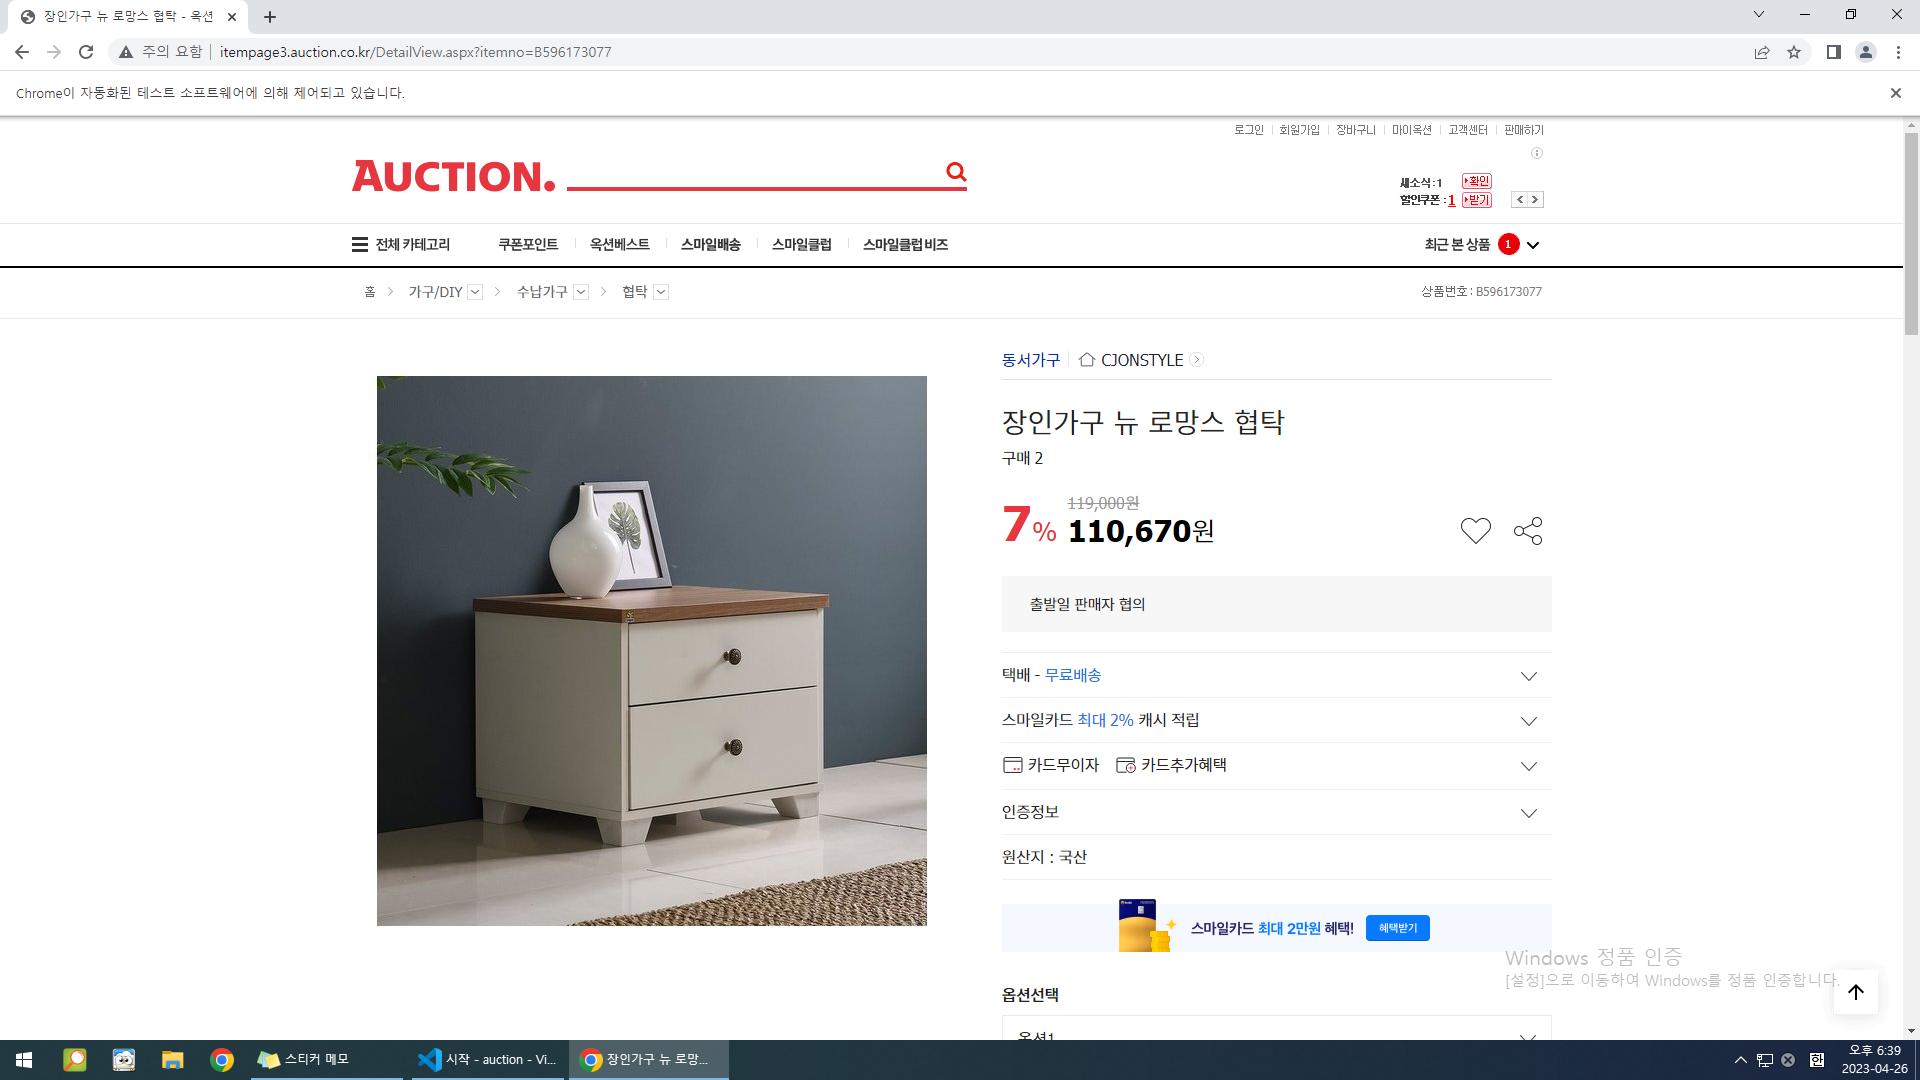 장인가구 뉴 로망스 협탁 - 옥션
주의 요함 itempage3.auction.co.kr/DetailView.aspx?itemno=B596173077
Chrome이 자동화된 테스트 소프트웨어에 의해 제어되고 있습니다.
로그인 회원가입 장바구니 마이옥션 고객센터 판매하기
AUCTION.
새소식 : 1 확인
할인쿠폰 : 1 받기
전체 카테고리 쿠폰포인트 옥션베스트 스마일배송 스마일클럽 스마일클럽 비즈 최근 본 상품 1
홈 가구/DIY 수납가구 협탁 상품번호 : B596173077
동서가구 CJONSTYLE
장인가구 뉴 로망스 협탁
구매 2
119,000원
7% 110,670원
출발일 판매자 협의
택배 - 무료배송
스마일카드 최대 2% 캐시 적립
카드무이자 카드추가혜택
인증정보
원산지 : 국산
스마일카드 최대 2만원 혜택! 혜택받기
Windows 정품 인증
[설정]으로 이동하여 Windows를 정품 인증합니다.
옵션선택
옵션1
스티커 메모 시작 - auction - Vi... 장인가구 뉴 로망... 한 오후 6:39
2023-04-26